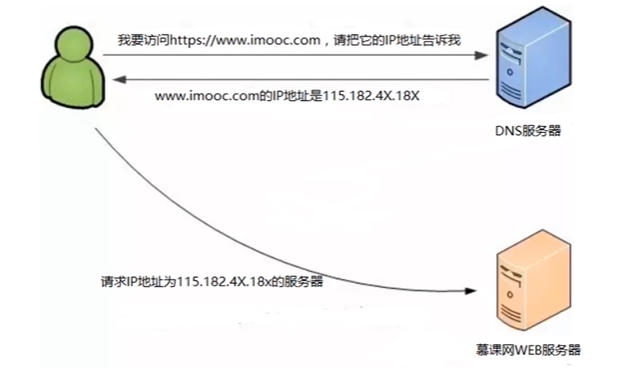 我要访问https://www.imooc.com，请把它的IP地址告诉我
www.imooc.com的IP地址是115.182.4X.18X
DNS服务器
请求IP地址为115.182.4X.18x的服务器
慕课网WEB服务器